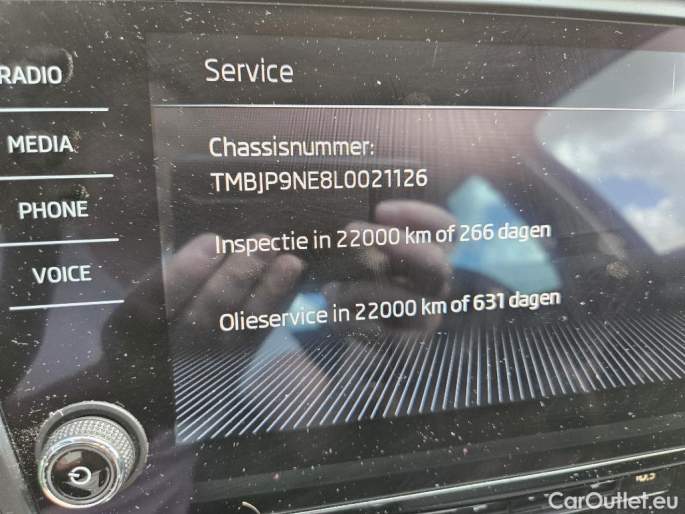 RADIO
MEDIA
PHONE
VOICE
Service
Chassisnummer:
TMBJP9NE8L0021126
Inspectie in 22000 km of 266 dagen
Olieservice in 22000 km of 631 dagen
CarOutlet.eu